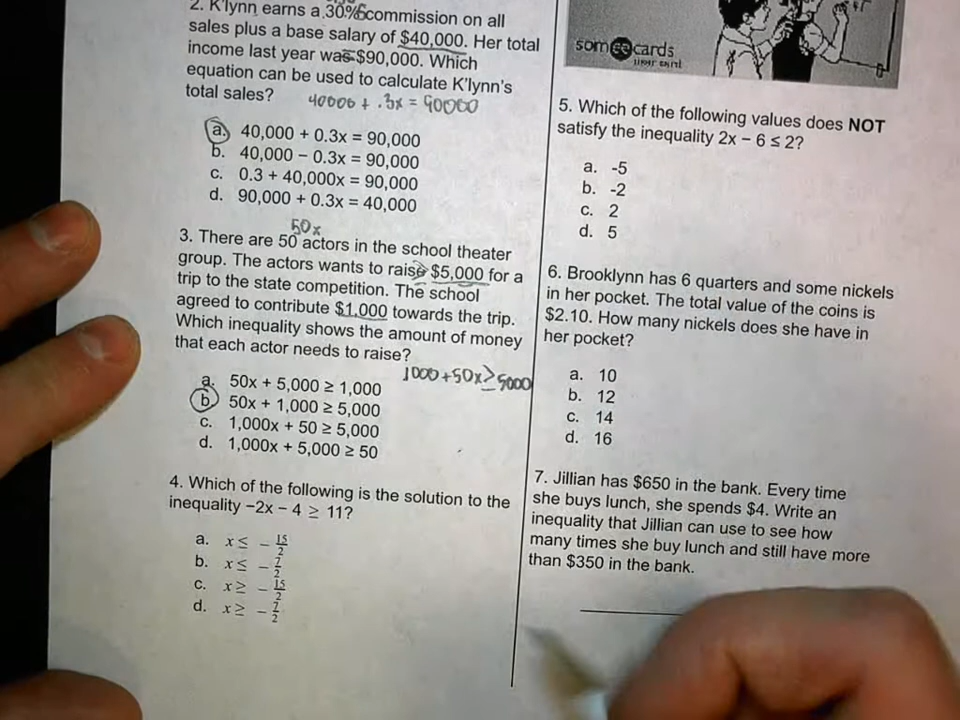 2. K'lynn earns a 30% commission on all
sales plus a base salary of $40,000. Her total
income last year was $90,000. Which
equation can be used to calculate K'lynn's
total sales?
40000 + .3x = 90000
a. 40,000 + 0.3x = 90,000
b. 40,000 − 0.3x = 90,000
c. 0.3 + 40,000x = 90,000
d. 90,000 + 0.3x = 40,000
50x
3. There are 50 actors in the school theater
group. The actors wants to raise $5,000 for a
trip to the state competition. The school
agreed to contribute $1,000 towards the trip.
Which inequality shows the amount of money
that each actor needs to raise?
1000 + 50x ≥ 5000
a. 50x + 5,000 ≥ 1,000
b. 50x + 1,000 ≥ 5,000
c. 1,000x + 50 ≥ 5,000
d. 1,000x + 5,000 ≥ 50
4. Which of the following is the solution to the
inequality −2x − 4 ≥ 11?
a. x ≤ − 15/2
b. x ≤ − 7/2
c. x ≥ − 15/2
d. x ≥ − 7/2
somee cards
user card
5. Which of the following values does NOT
satisfy the inequality 2x − 6 ≤ 2?
a. -5
b. -2
c. 2
d. 5
6. Brooklynn has 6 quarters and some nickels
in her pocket. The total value of the coins is
$2.10. How many nickels does she have in
her pocket?
a. 10
b. 12
c. 14
d. 16
7. Jillian has $650 in the bank. Every time
she buys lunch, she spends $4. Write an
inequality that Jillian can use to see how
many times she buy lunch and still have more
than $350 in the bank.